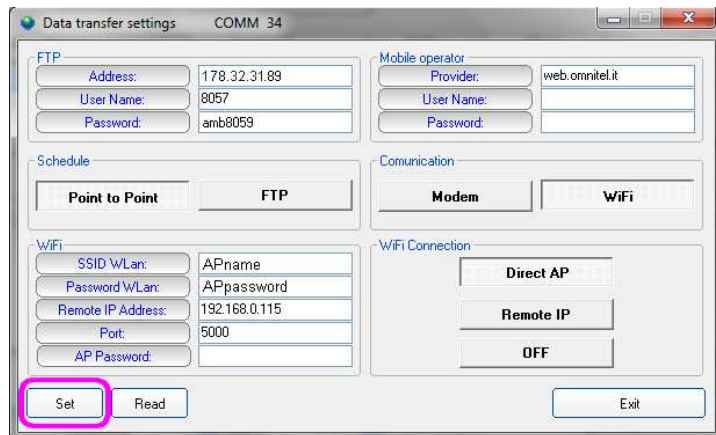 Data transfer settings COMM 34
FTP
Address: 178.32.31.89
User Name: 8057
Password: amb8059
Mobile operator
Provider: web.omnitel.it
User Name:
Password:
Schedule
Point to Point FTP
Comunication
Modem WiFi
WiFi
SSID WLan: APname
Password WLan: APpassword
Remote IP Address: 192.168.0.115
Port: 5000
AP Password:
WiFi Connection
Direct AP
Remote IP
OFF
Set Read Exit